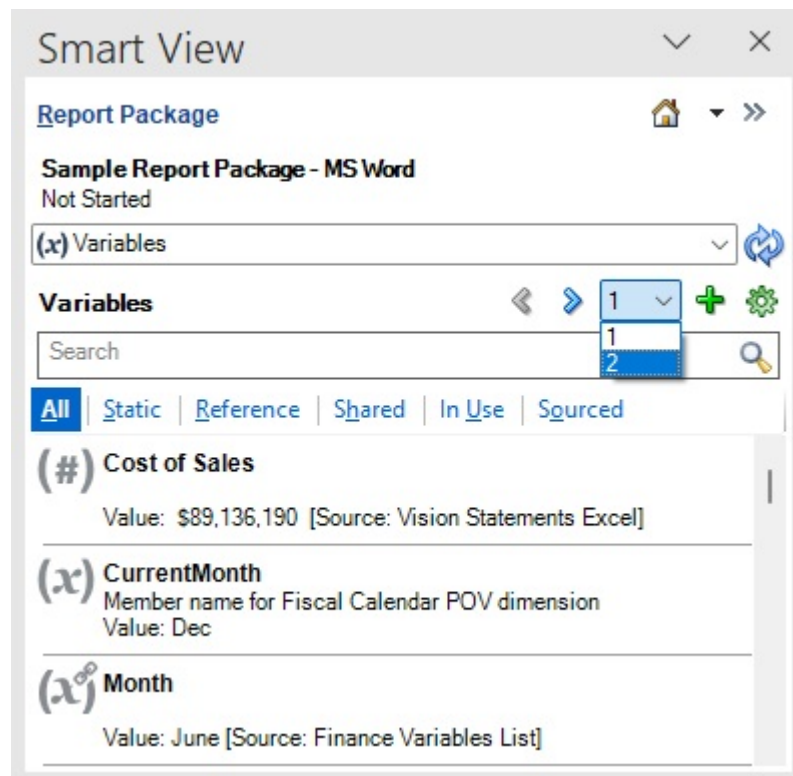 Smart View
Report Package
Sample Report Package - MS Word
Not Started
(x) Variables
Variables
1
1
2
Search
All | Static | Reference | Shared | In Use | Sourced
(#) Cost of Sales
Value: $89,136,190 [Source: Vision Statements Excel]
(x) CurrentMonth
Member name for Fiscal Calendar POV dimension
Value: Dec
(x) Month
Value: June [Source: Finance Variables List]